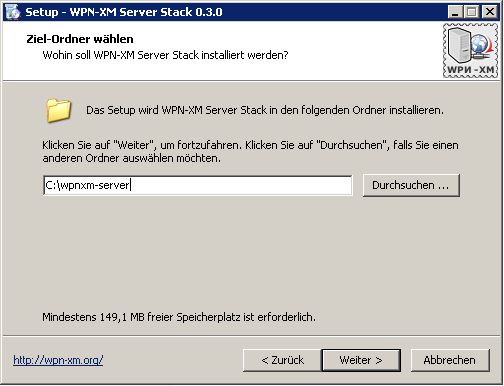 Setup - WPN-XM Server Stack 0.3.0
Ziel-Ordner wählen
Wohin soll WPN-XM Server Stack installiert werden?
WPИ-XM
Das Setup wird WPN-XM Server Stack in den folgenden Ordner installieren.
Klicken Sie auf "Weiter", um fortzufahren. Klicken Sie auf "Durchsuchen", falls Sie einen
anderen Ordner auswählen möchten.
C:\wpnxm-server
Durchsuchen ...
Mindestens 149,1 MB freier Speicherplatz ist erforderlich.
http://wpn-xm.org/
< Zurück
Weiter >
Abbrechen